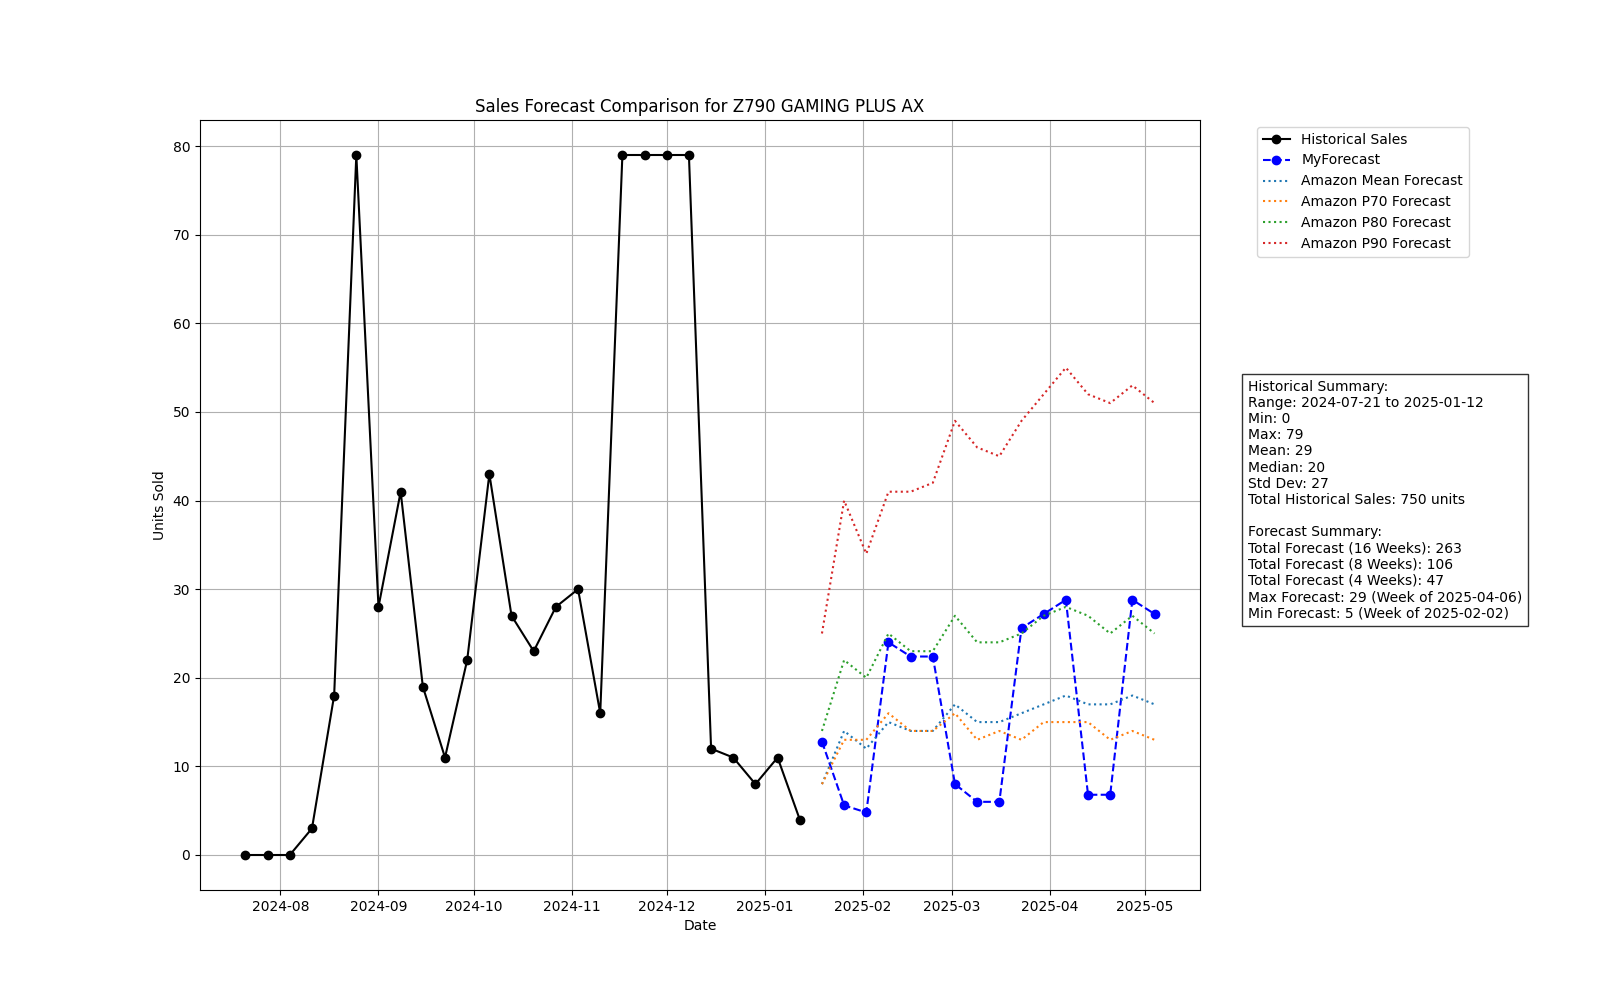 Sales Forecast Comparison for Z790 GAMING PLUS AX
Units Sold
80
70
60
50
40
30
20
10
0
2024-08
2024-09
2024-10
2024-11
2024-12
2025-01
2025-02
2025-03
2025-04
2025-05
Date
Historical Sales
MyForecast
Amazon Mean Forecast
Amazon P70 Forecast
Amazon P80 Forecast
Amazon P90 Forecast
Historical Summary:
Range: 2024-07-21 to 2025-01-12
Min: 0
Max: 79
Mean: 29
Median: 20
Std Dev: 27
Total Historical Sales: 750 units
Forecast Summary:
Total Forecast (16 Weeks): 263
Total Forecast (8 Weeks): 106
Total Forecast (4 Weeks): 47
Max Forecast: 29 (Week of 2025-04-06)
Min Forecast: 5 (Week of 2025-02-02)